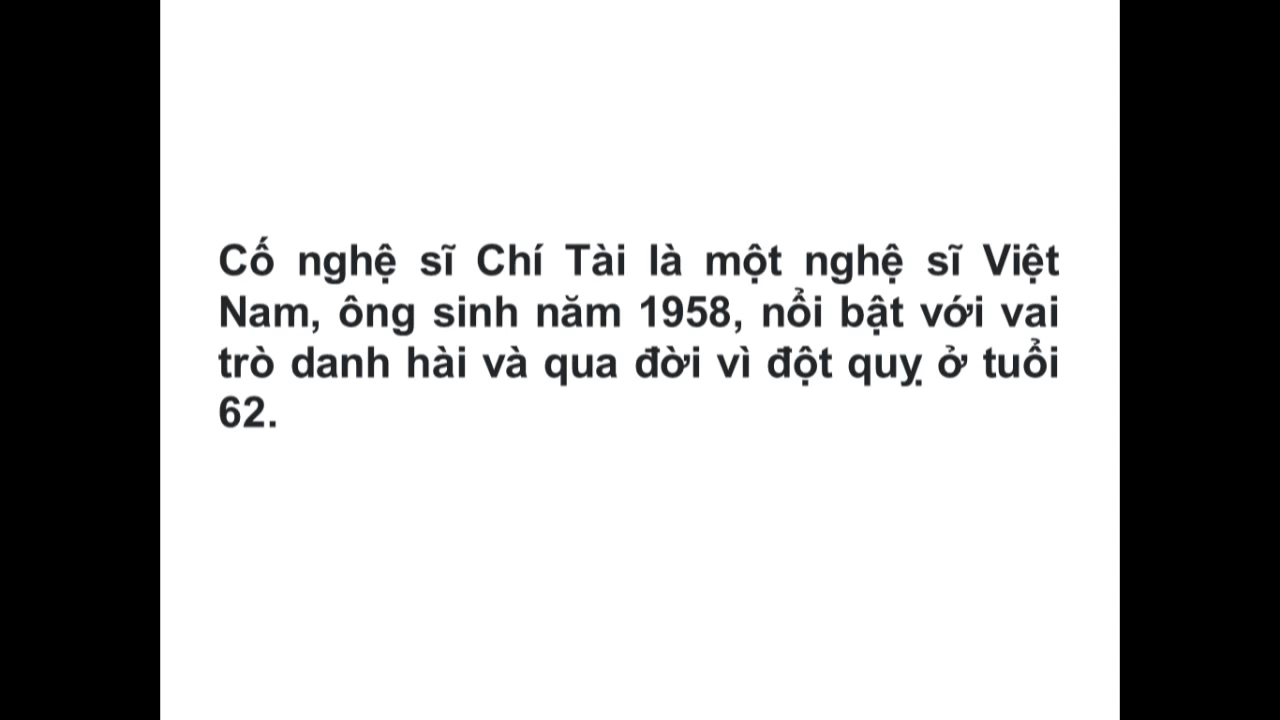 Cố nghệ sĩ Chí Tài là một nghệ sĩ Việt
Nam, ông sinh năm 1958, nổi bật với vai
trò danh hài và qua đời vì đột quỵ ở tuổi
62.